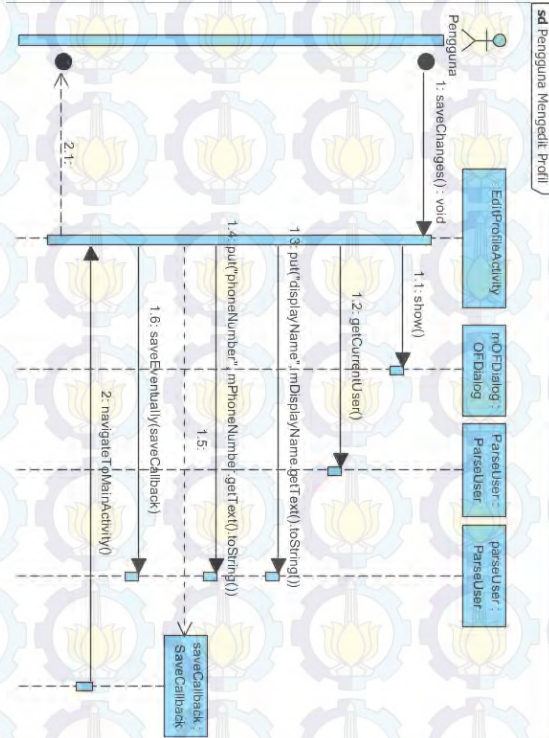 sd Pengguna Mengedit Profil
Pengguna
EditProfileActivity
mOFDialog :
OFDialog
ParseUser :
ParseUser
parseUser :
ParseUser
1: saveChanges() : void
1.1: show()
1.2: getCurrentUser()
1.3: put("displayName", mDisplayName.getText().toString())
1.4: put("phoneNumber", mPhoneNumber.getText().toString())
1.5:
saveCallback :
SaveCallback
1.6: saveEventually(saveCallback)
2: navigateToMainActivity()
2.1: